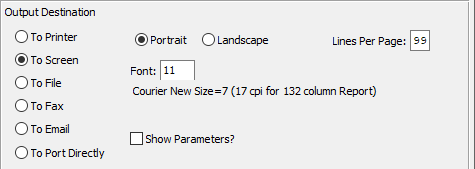 Output Destination
To Printer
Portrait Landscape Lines Per Page: 99
To Screen
Font: 11
To File
Courier New Size=7 (17 cpi for 132 column Report)
To Fax
To Email
Show Parameters?
To Port Directly